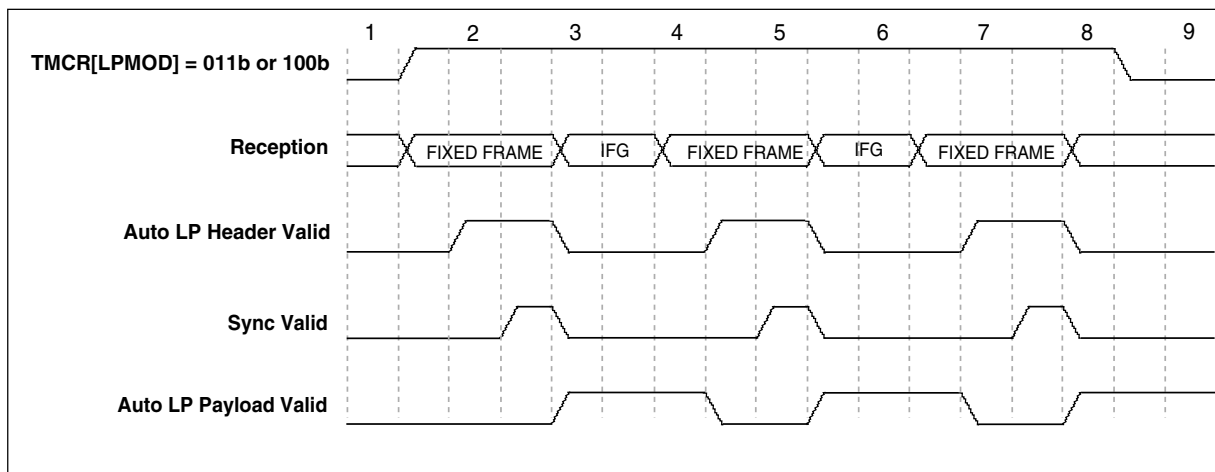 1 2 3 4 5 6 7 8 9
TMCR[LPMOD] = 011b or 100b
Reception FIXED FRAME IFG FIXED FRAME IFG FIXED FRAME
Auto LP Header Valid
Sync Valid
Auto LP Payload Valid